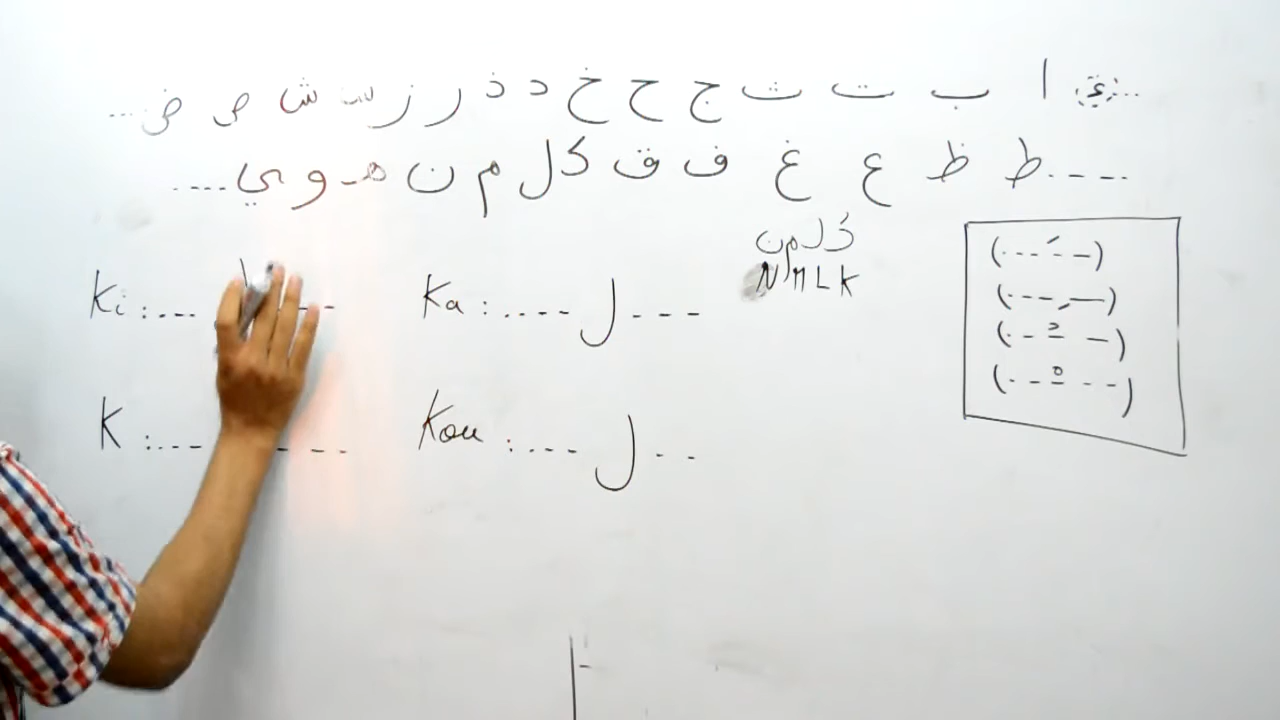 ...ء ا ب ت ث ج ح خ د ذ ر ز س ش ص ض ...
.... ط ظ ع غ ف ق ك ل م ن هـ و ي ....
كُ ل م ن
N M L K
(---َ--)
(---ِ--)
(--ُ--)
(--ْ--)
Ki : ... ---
Ka : .... ل ---
K : ... ---
Kou : ... ل ---